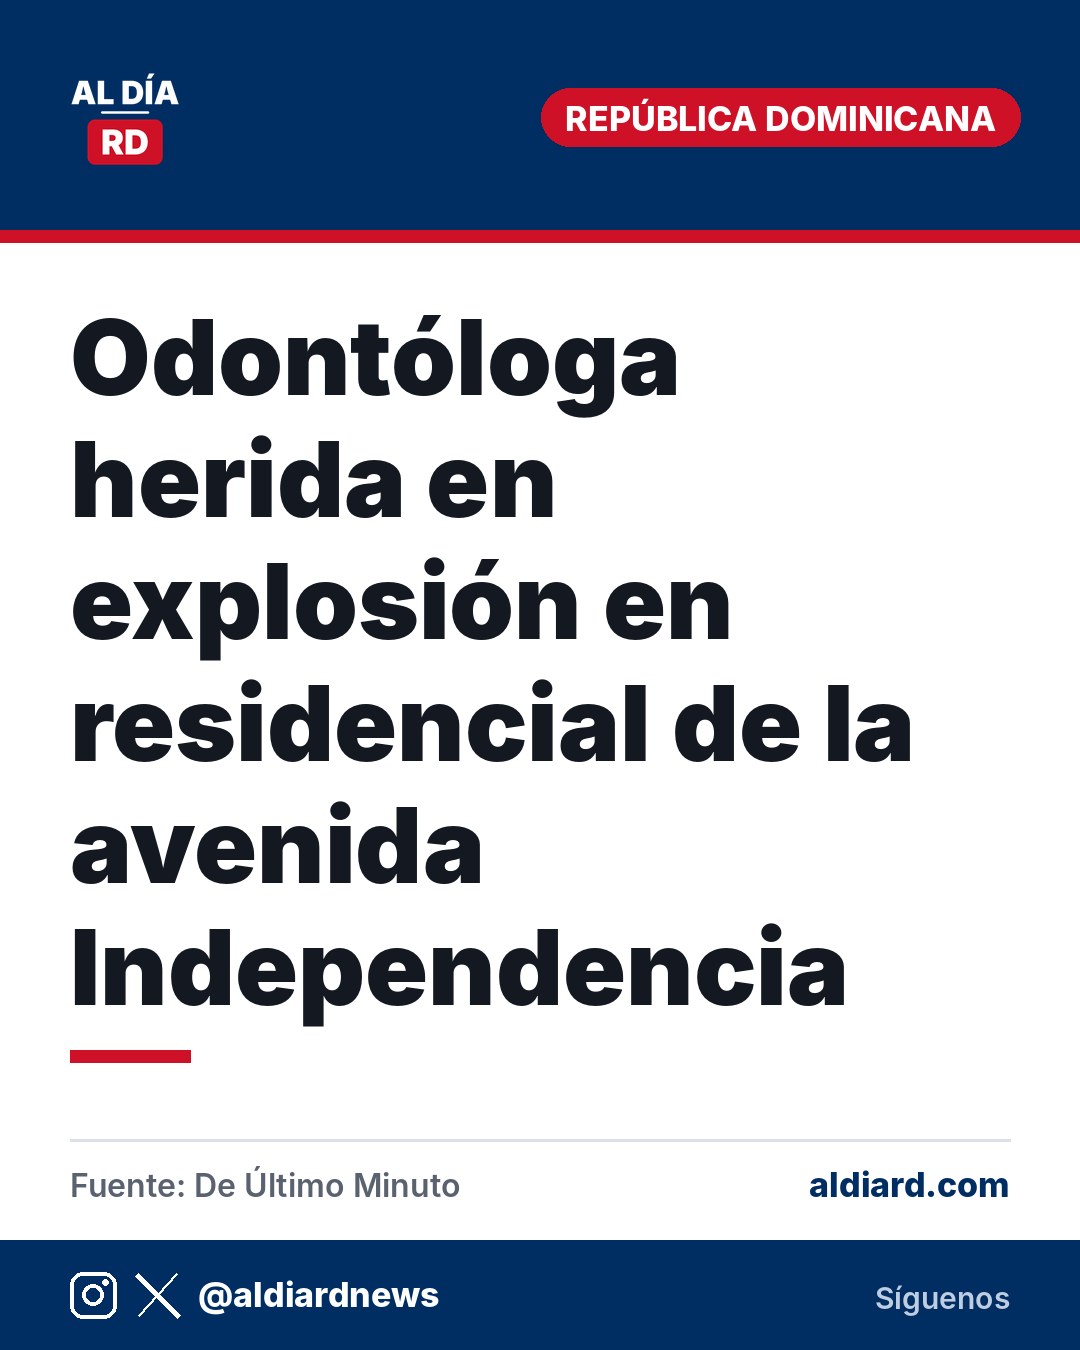 AL DÍA
RD
REPÚBLICA DOMINICANA
Odontóloga
herida en
explosión en
residencial de la
avenida
Independencia
Fuente: De Último Minuto
aldiard.com
@aldiardnews
Síguenos